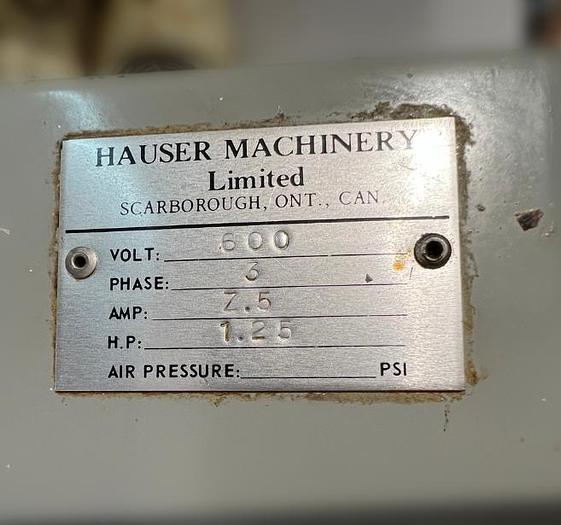 HAUSER MACHINERY
Limited
SCARBOROUGH, ONT., CAN.
VOLT: 600
PHASE: 3
AMP: 2.5
H.P: 1.25
AIR PRESSURE: PSI